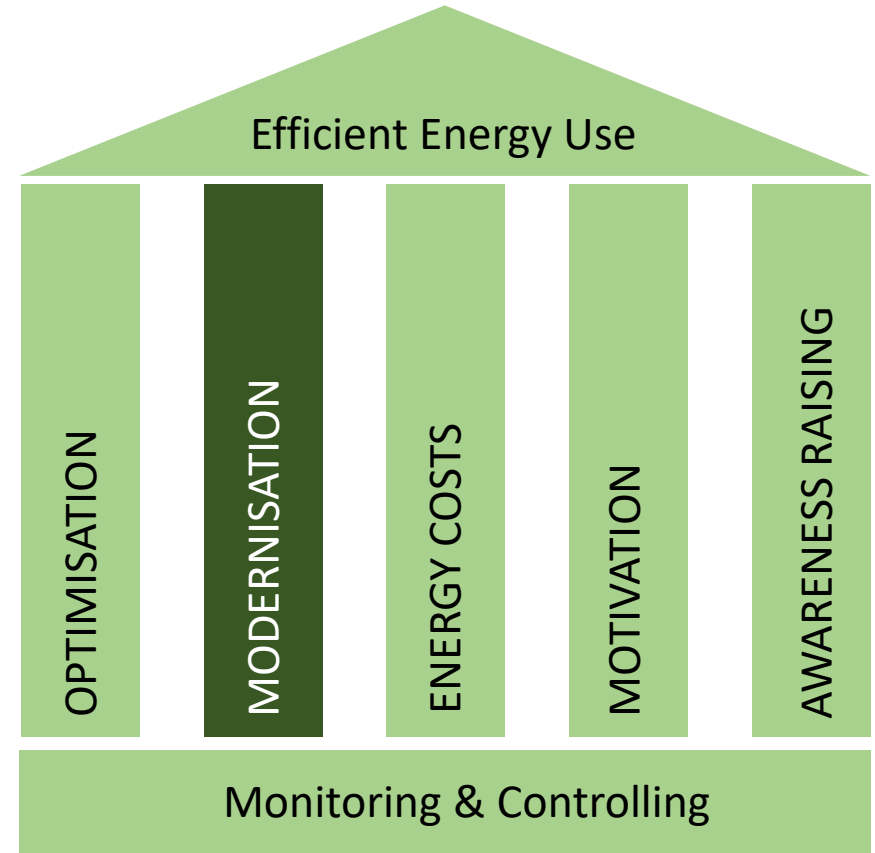 Efficient Energy Use
OPTIMISATION
MODERNISATION
ENERGY COSTS
MOTIVATION
AWARENESS RAISING
Monitoring & Controlling